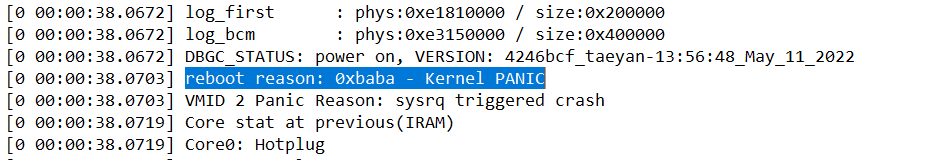 [0 00:00:38.0672] log_first      : phys:0xe1810000 / size:0x200000
[0 00:00:38.0672] log_bcm        : phys:0xe3150000 / size:0x400000
[0 00:00:38.0672] DBGC_STATUS: power on, VERSION: 4246bcf_taeyan-13:56:48_May_11_2022
[0 00:00:38.0703] reboot reason: 0xbaba - Kernel PANIC
[0 00:00:38.0703] VMID 2 Panic Reason: sysrq triggered crash
[0 00:00:38.0719] Core stat at previous(IRAM)
[0 00:00:38.0719] Core0: Hotplug